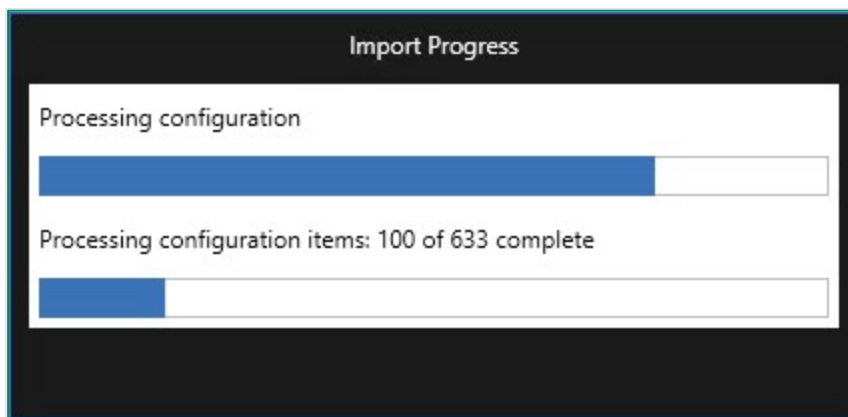 Import Progress
Processing configuration
Processing configuration items: 100 of 633 complete